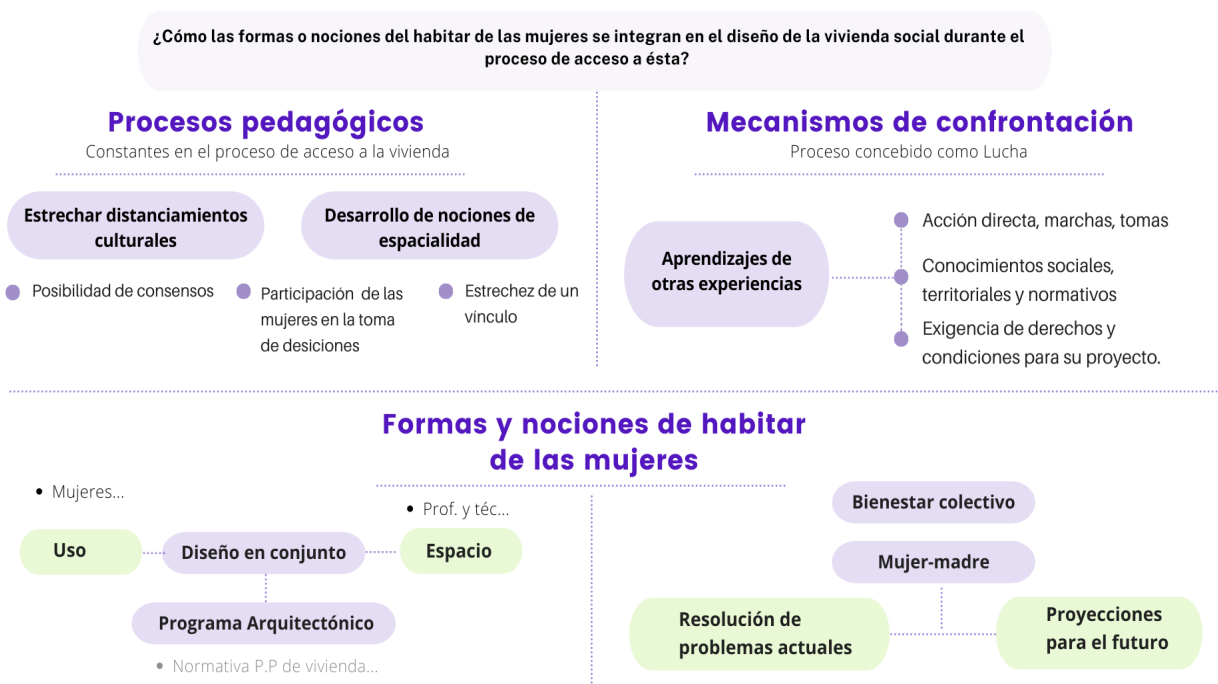 ¿Cómo las formas o nociones del habitar de las mujeres se integran en el diseño de la vivienda social durante el
proceso de acceso a ésta?
Procesos pedagógicos
Constantes en el proceso de acceso a la vivienda
Estrechar distanciamientos
culturales
Desarrollo de nociones de
espacialidad
Posibilidad de consensos
Participación de las
mujeres en la toma
de desiciones
Estrechez de un
vínculo
Mecanismos de confrontación
Proceso concebido como Lucha
Aprendizajes de
otras experiencias
Acción directa, marchas, tomas
Conocimientos sociales,
territoriales y normativos
Exigencia de derechos y
condiciones para su proyecto.
Formas y nociones de habitar
de las mujeres
Mujeres...
Uso
Diseño en conjunto
Prof. y téc...
Espacio
Programa Arquitectónico
Normativa P.P de vivienda...
Bienestar colectivo
Mujer-madre
Resolución de
problemas actuales
Proyecciones
para el futuro